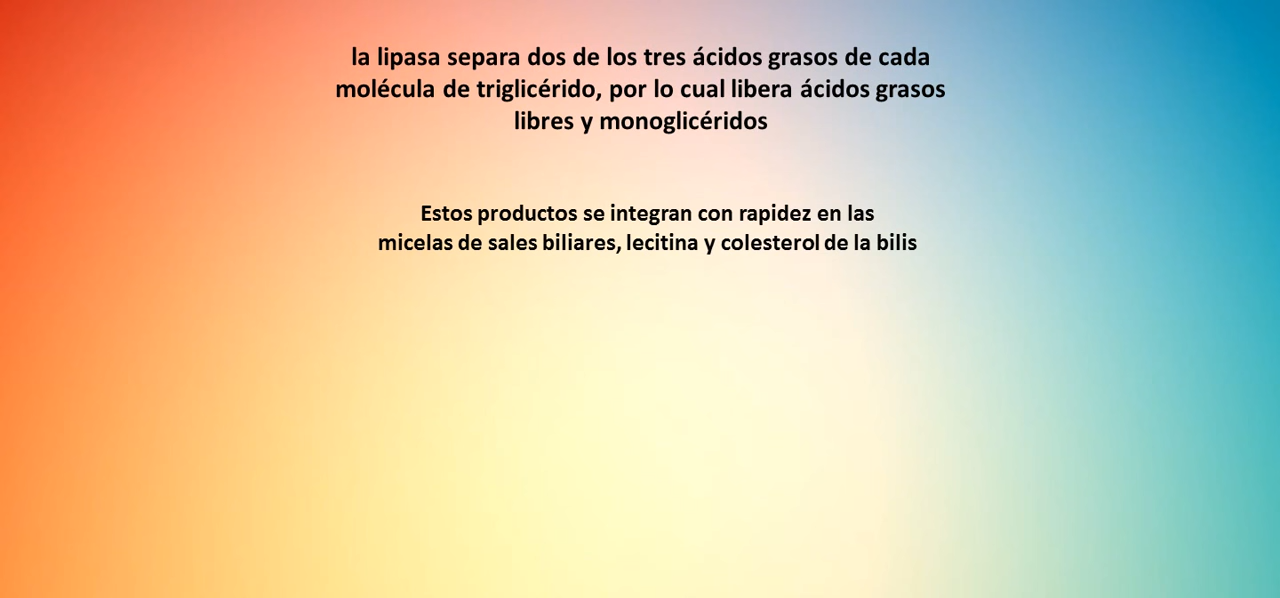 la lipasa separa dos de los tres ácidos grasos de cada
molécula de triglicérido, por lo cual libera ácidos grasos
libres y monoglicéridos
Estos productos se integran con rapidez en las
micelas de sales biliares, lecitina y colesterol de la bilis